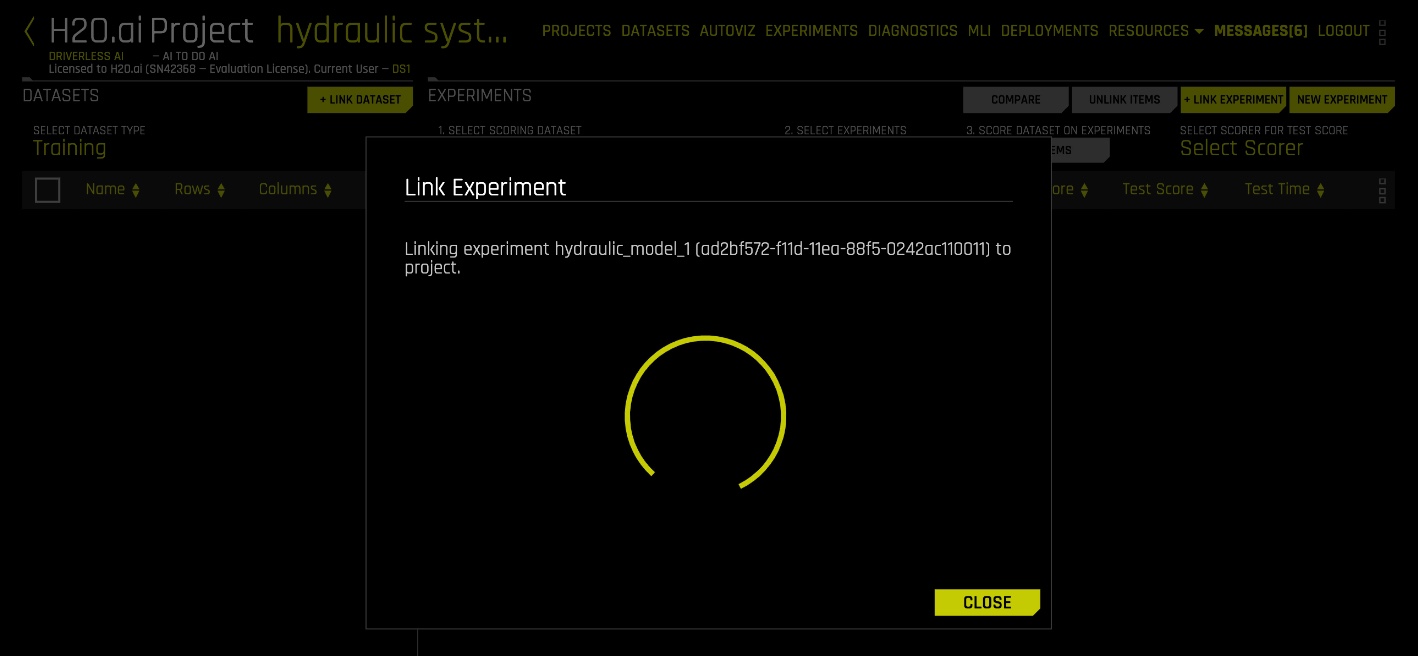 H2O.ai Project hydraulic syst...
PROJECTS DATASETS AUTOVIZ EXPERIMENTS DIAGNOSTICS MLI DEPLOYMENTS RESOURCES MESSAGES[6] LOGOUT
DRIVERLESS AI — AI TO DO AI
Licensed to H2O.ai (SN42368 — Evaluation License). Current User — DS1
DATASETS
+ LINK DATASET
EXPERIMENTS
COMPARE
UNLINK ITEMS
+ LINK EXPERIMENT
NEW EXPERIMENT
SELECT DATASET TYPE
Training
1. SELECT SCORING DATASET
2. SELECT EXPERIMENTS
3. SCORE DATASET ON EXPERIMENTS
EMS
SELECT SCORER FOR TEST SCORE
Select Scorer
Name Rows Columns
ore Test Score Test Time
Link Experiment
Linking experiment hydraulic_model_1 (ad2bf572-f11d-11ea-88f5-0242ac110011) to
project.
CLOSE